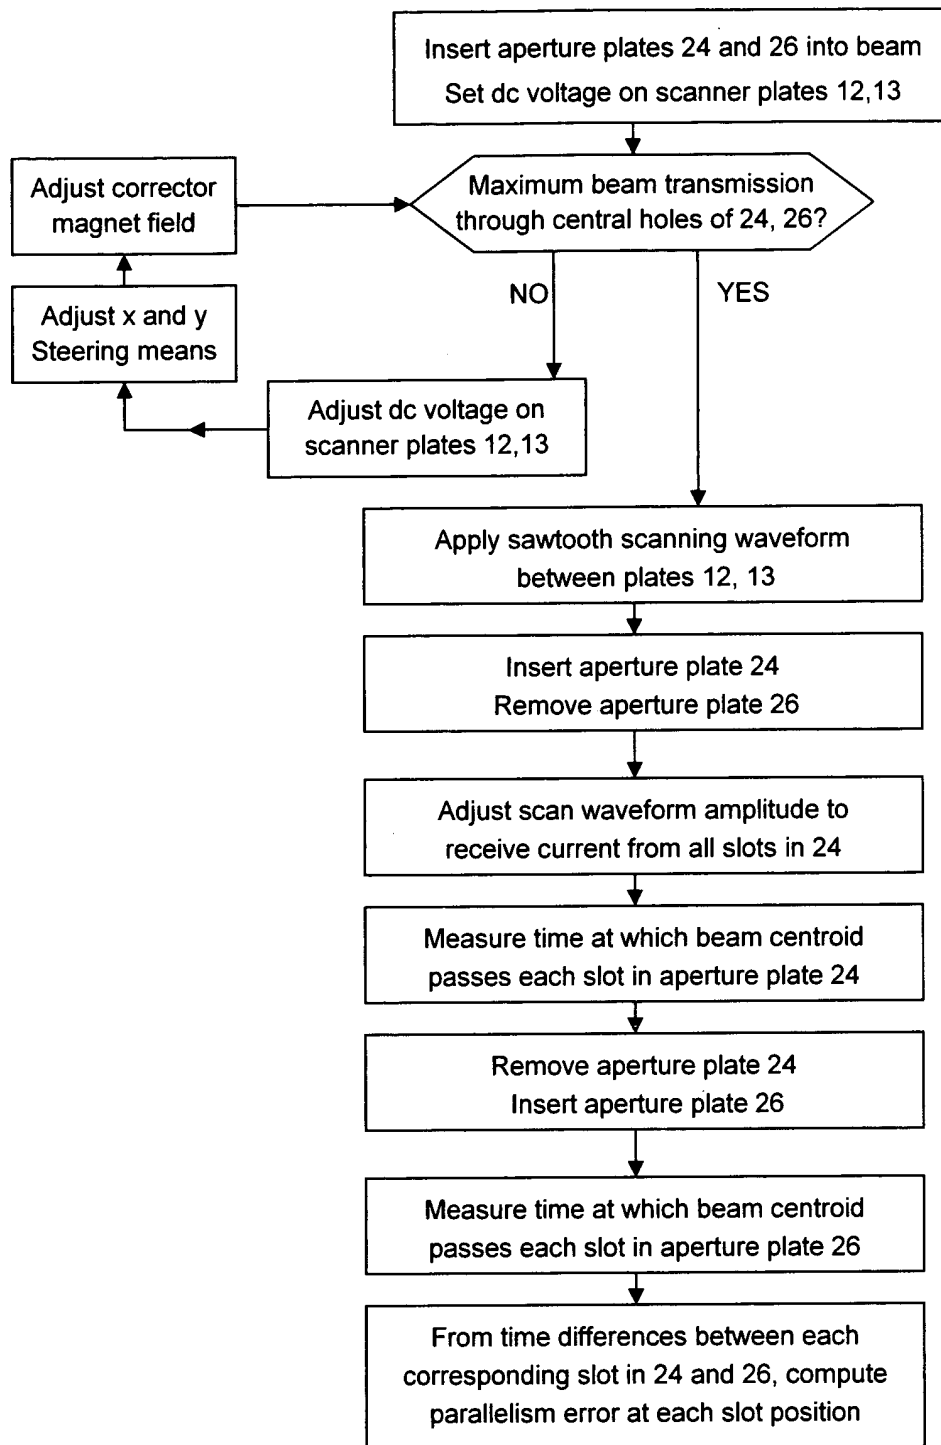 Insert aperture plates 24 and 26 into beam
Set dc voltage on scanner plates 12,13
Maximum beam transmission
through central holes of 24, 26?
Adjust corrector
magnet field
NO
YES
Adjust x and y
Steering means
Adjust dc voltage on
scanner plates 12,13
Apply sawtooth scanning waveform
between plates 12, 13
Insert aperture plate 24
Remove aperture plate 26
Adjust scan waveform amplitude to
receive current from all slots in 24
Measure time at which beam centroid
passes each slot in aperture plate 24
Remove aperture plate 24
Insert aperture plate 26
Measure time at which beam centroid
passes each slot in aperture plate 26
From time differences between each
corresponding slot in 24 and 26, compute
parallelism error at each slot position